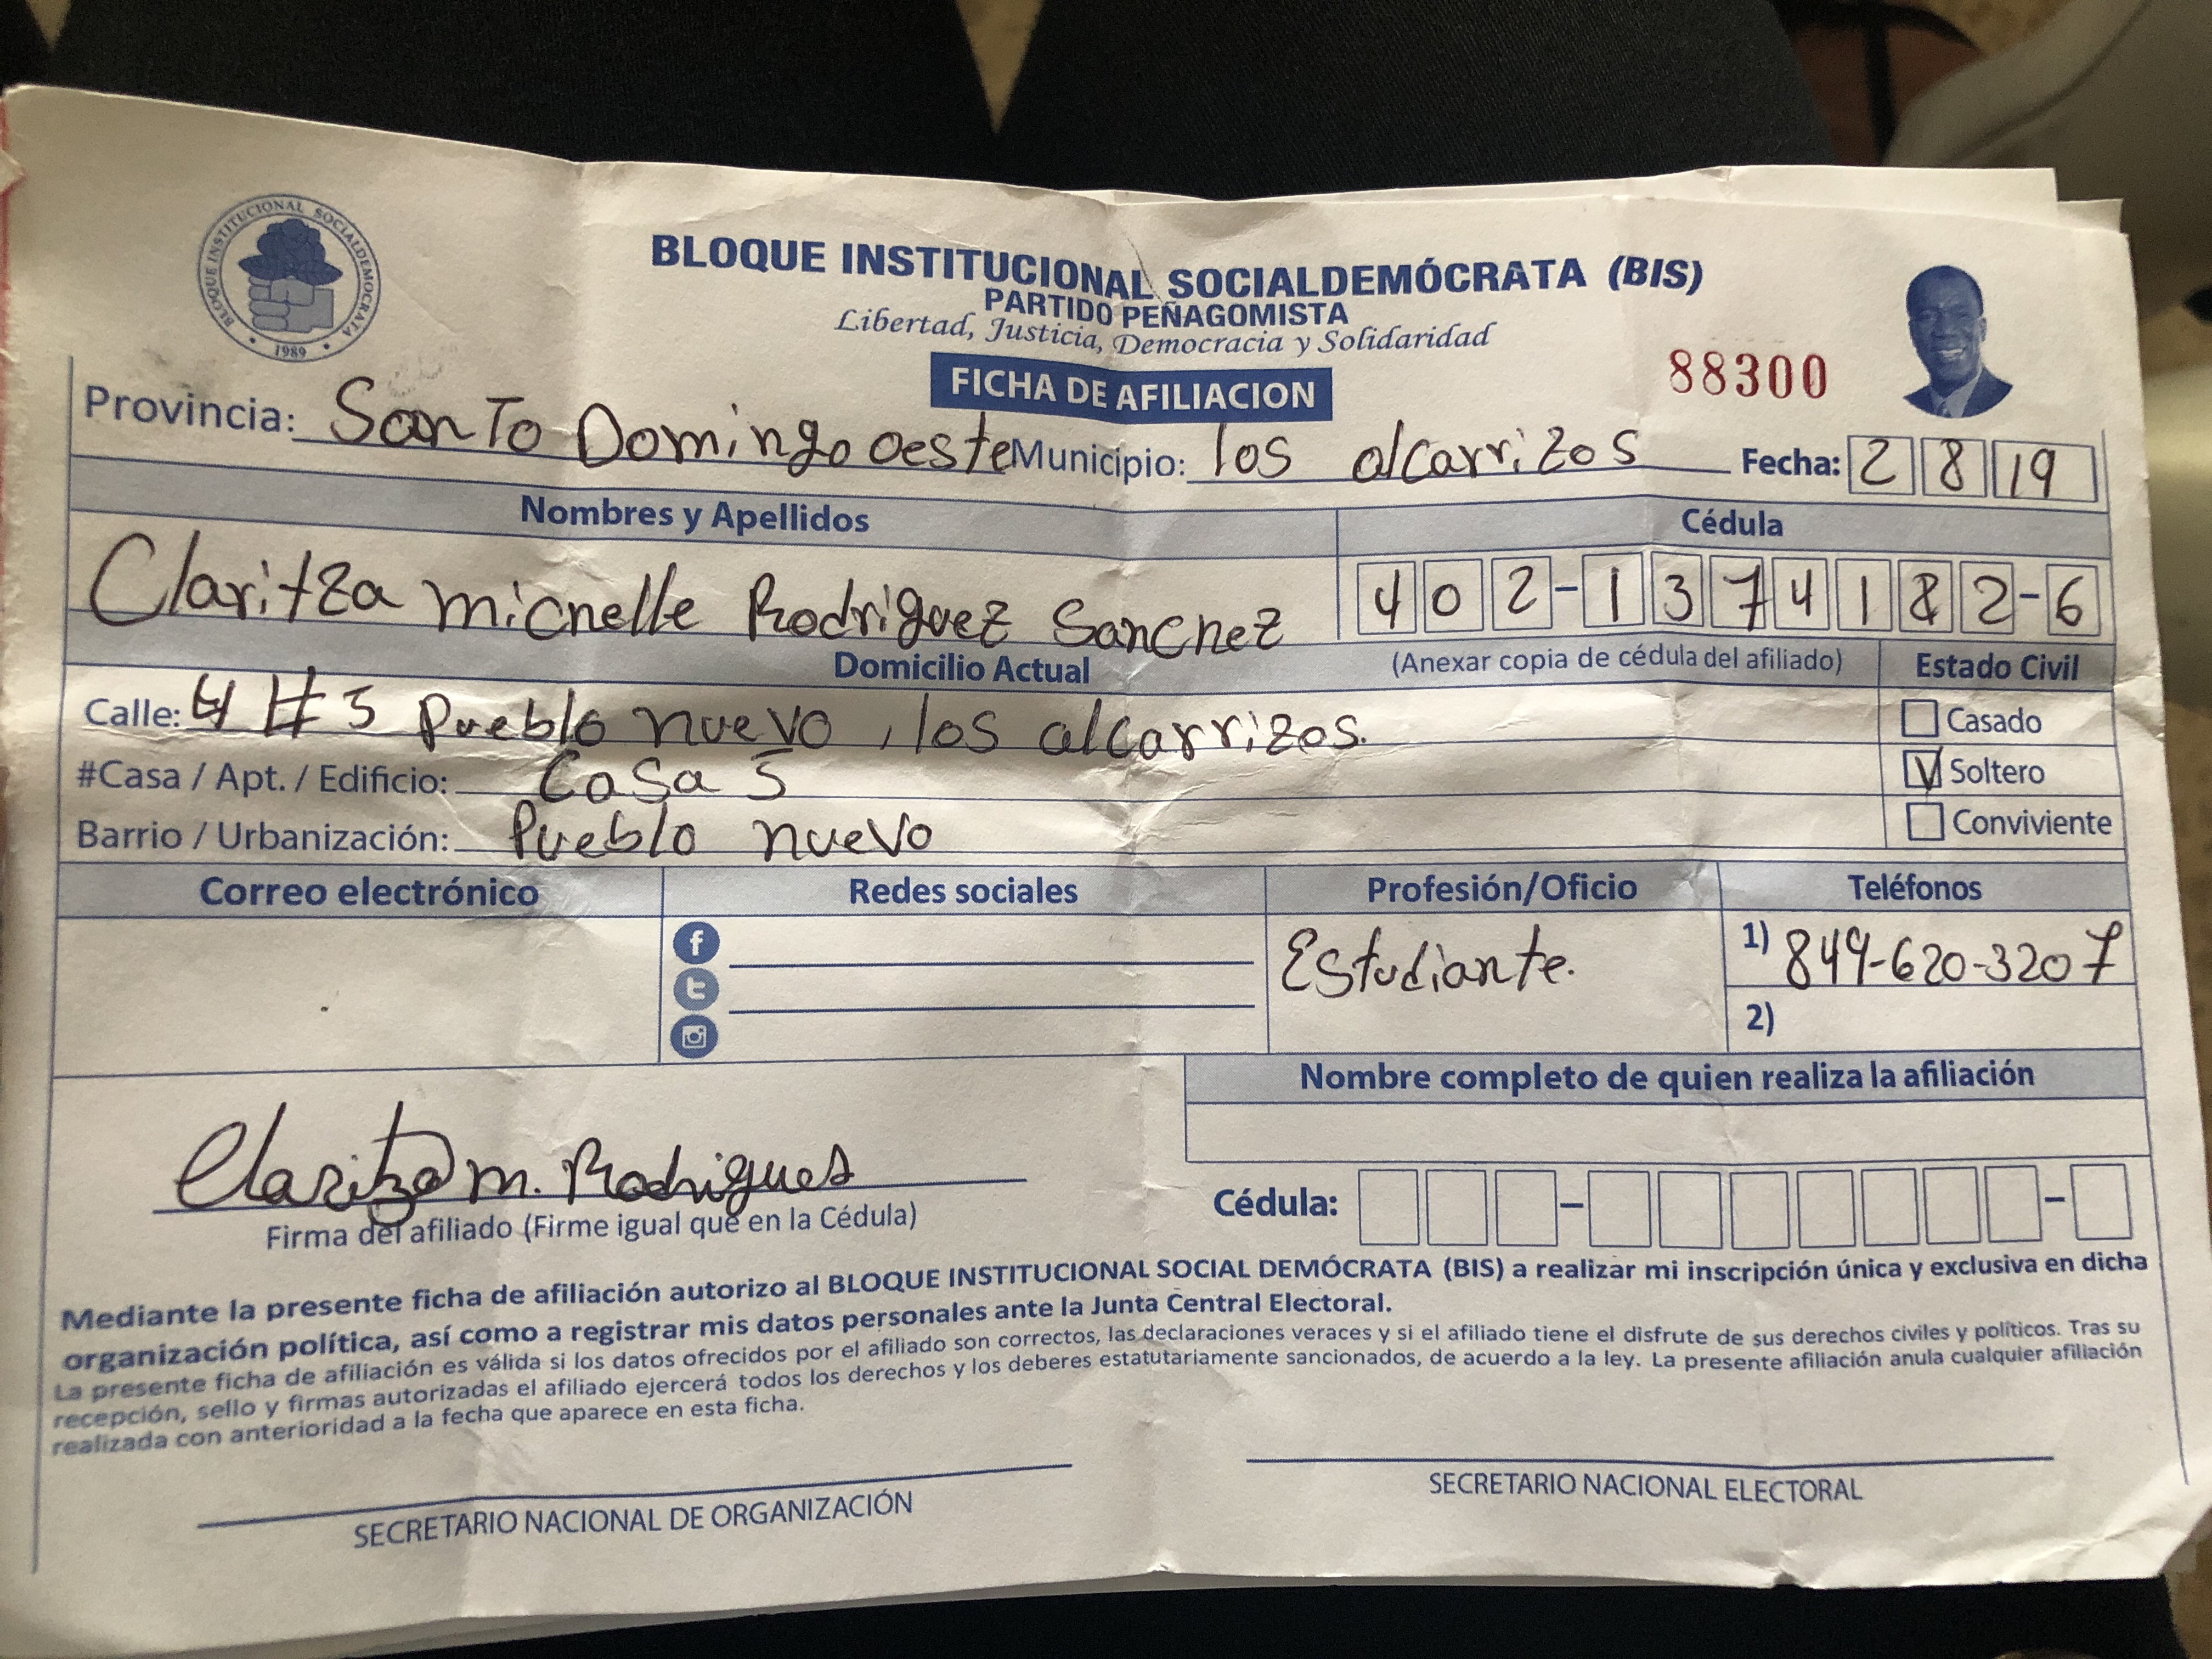 BLOQUE INSTITUCIONAL SOCIALDEMOCRATA
1989
BLOQUE INSTITUCIONAL SOCIALDEMÓCRATA (BIS)
PARTIDO PEÑAGOMISTA
Libertad, Justicia, Democracia y Solidaridad
FICHA DE AFILIACION
88300
Provincia: Santo Domingo oeste Municipio: los alcarrizos Fecha: 2 8 19
Nombres y Apellidos Cédula
Claritza michelle Rodriguez Sanchez 402-1374182-6
Domicilio Actual (Anexar copia de cédula del afiliado) Estado Civil
Calle: 4 #5 Pueblo nuevo, los alcarrizos. Casado
#Casa / Apt. / Edificio: Casa 5 V Soltero
Barrio / Urbanización: Pueblo nuevo Conviviente
Correo electrónico Redes sociales Profesión/Oficio Teléfonos
f
t
Estudiante. 1) 849-620-3207
2)
Nombre completo de quien realiza la afiliación
Claritza m. Rodrigues
Firma del afiliado (Firme igual que en la Cédula) Cédula: - -
Mediante la presente ficha de afiliación autorizo al BLOQUE INSTITUCIONAL SOCIAL DEMÓCRATA (BIS) a realizar mi inscripción única y exclusiva en dicha
organización política, así como a registrar mis datos personales ante la Junta Central Electoral.
La presente ficha de afiliación es válida si los datos ofrecidos por el afiliado son correctos, las declaraciones veraces y si el afiliado tiene el disfrute de sus derechos civiles y políticos. Tras su
recepción, sello y firmas autorizadas el afiliado ejercerá todos los derechos y los deberes estatutariamente sancionados, de acuerdo a la ley. La presente afiliación anula cualquier afiliación
realizada con anterioridad a la fecha que aparece en esta ficha.
SECRETARIO NACIONAL DE ORGANIZACIÓN SECRETARIO NACIONAL ELECTORAL